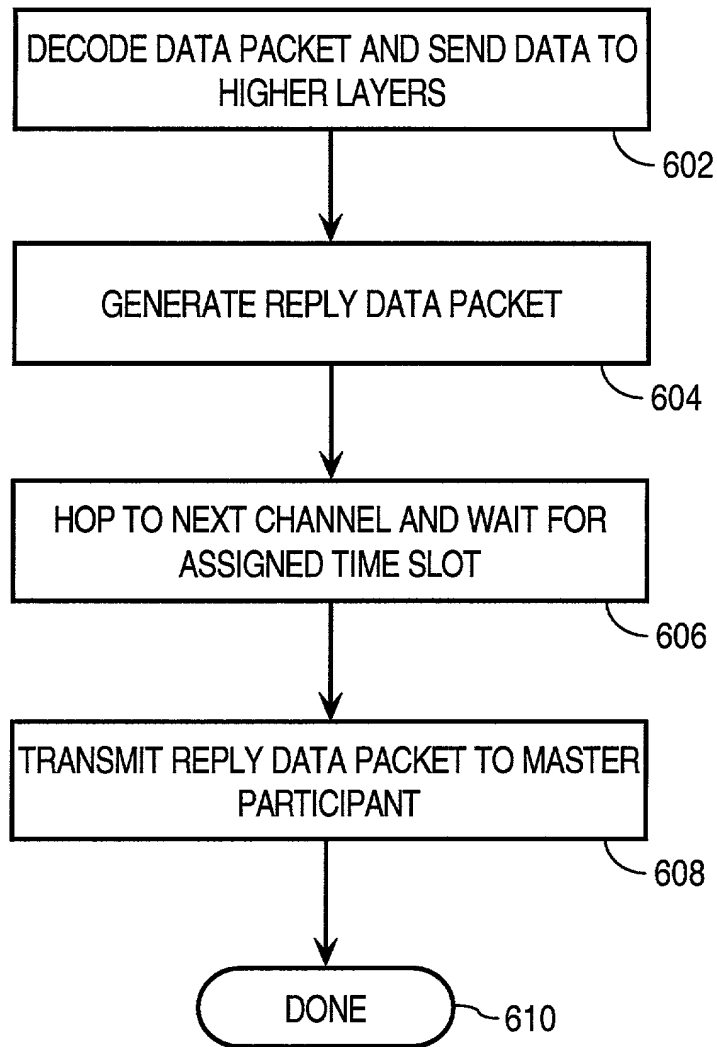 DECODE DATA PACKET AND SEND DATA TO
HIGHER LAYERS
602
GENERATE REPLY DATA PACKET
604
HOP TO NEXT CHANNEL AND WAIT FOR
ASSIGNED TIME SLOT
606
TRANSMIT REPLY DATA PACKET TO MASTER
PARTICIPANT
608
DONE
610